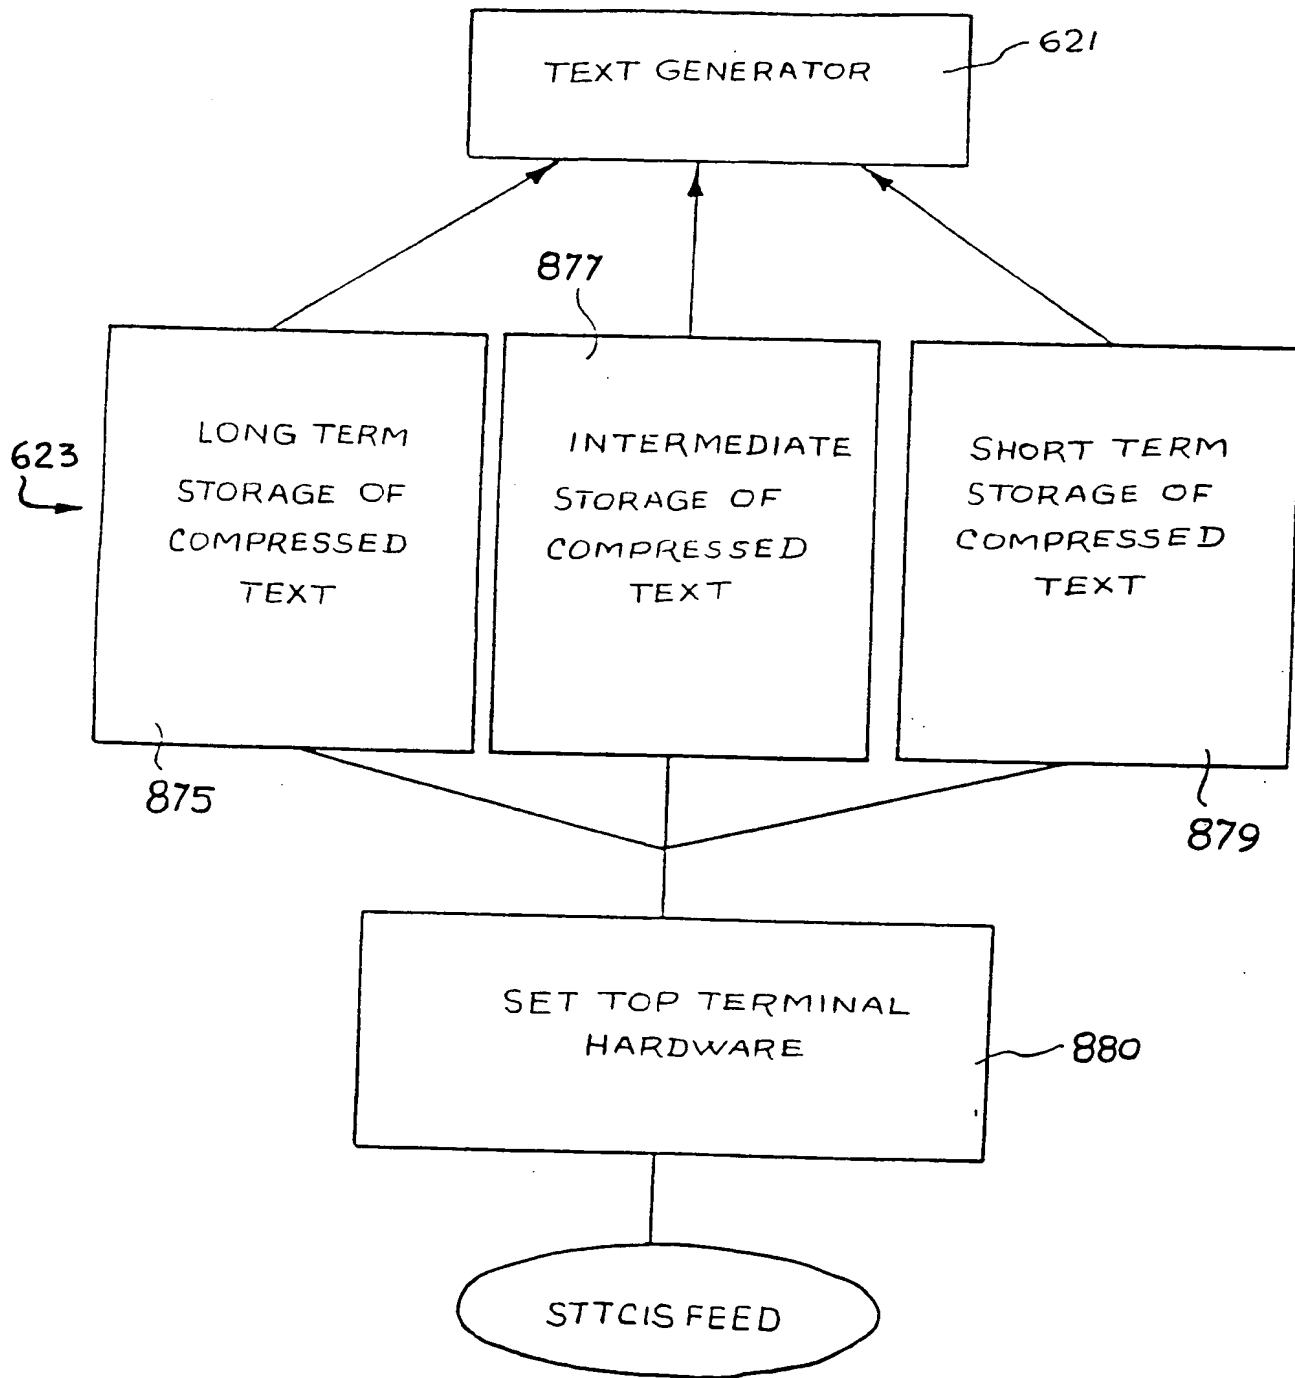 TEXT GENERATOR
621
877
623
LONG TERM
STORAGE OF
COMPRESSED
TEXT
INTERMEDIATE
STORAGE OF
COMPRESSED
TEXT
SHORT TERM
STORAGE OF
COMPRESSED
TEXT
875
879
SET TOP TERMINAL
HARDWARE
880
STTCIS FEED